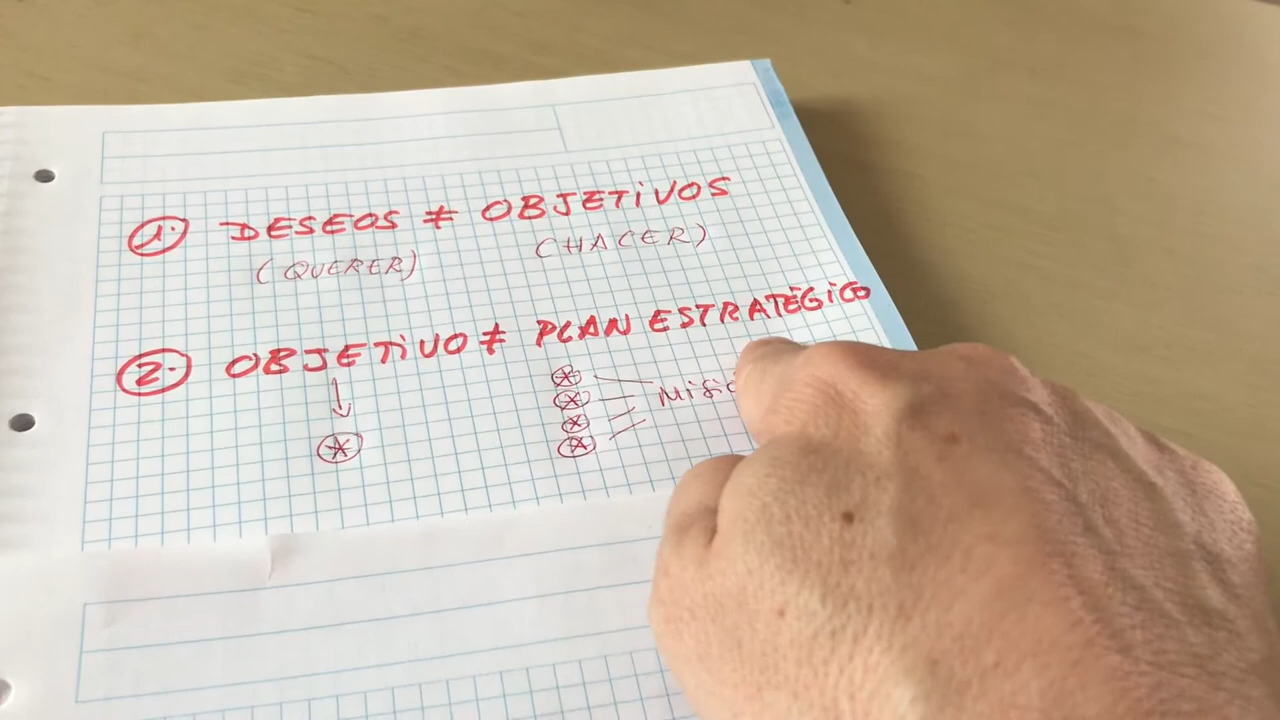 1. DESEOS ≠ OBJETIVOS
(QUERER) (HACER)
2. OBJETIVO ≠ PLAN ESTRATÉGICO